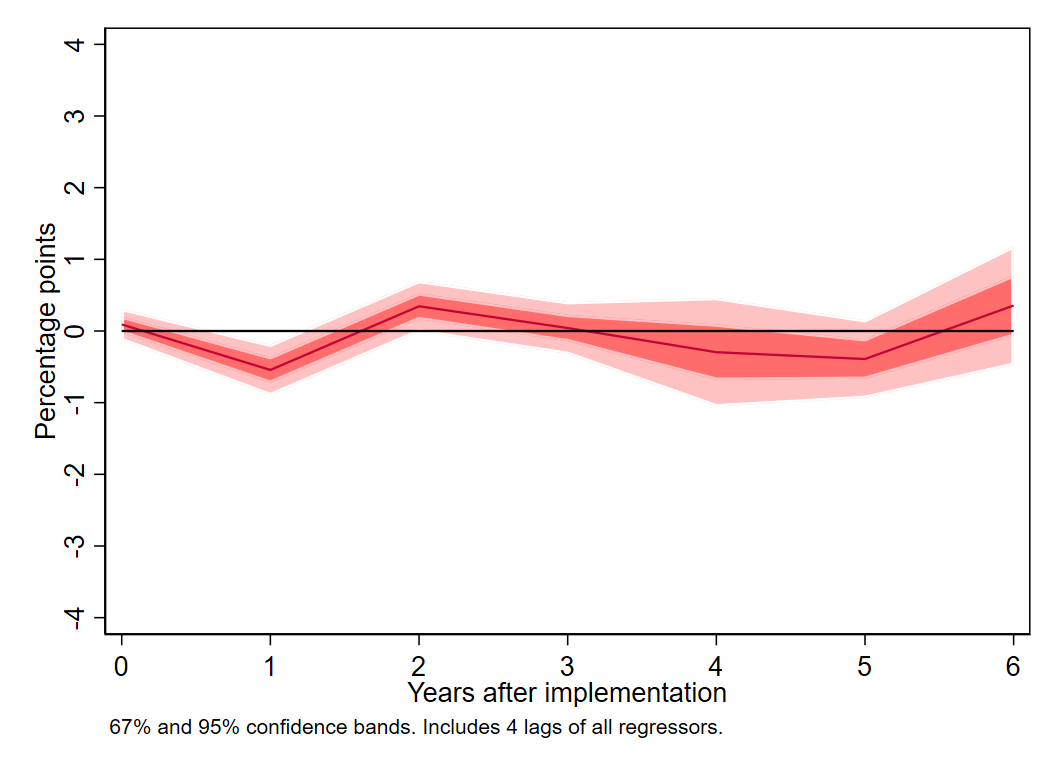 4
3
2
1
0
-1
-2
-3
-4
Percentage points
0 1 2 3 4 5 6
Years after implementation
67% and 95% confidence bands. Includes 4 lags of all regressors.